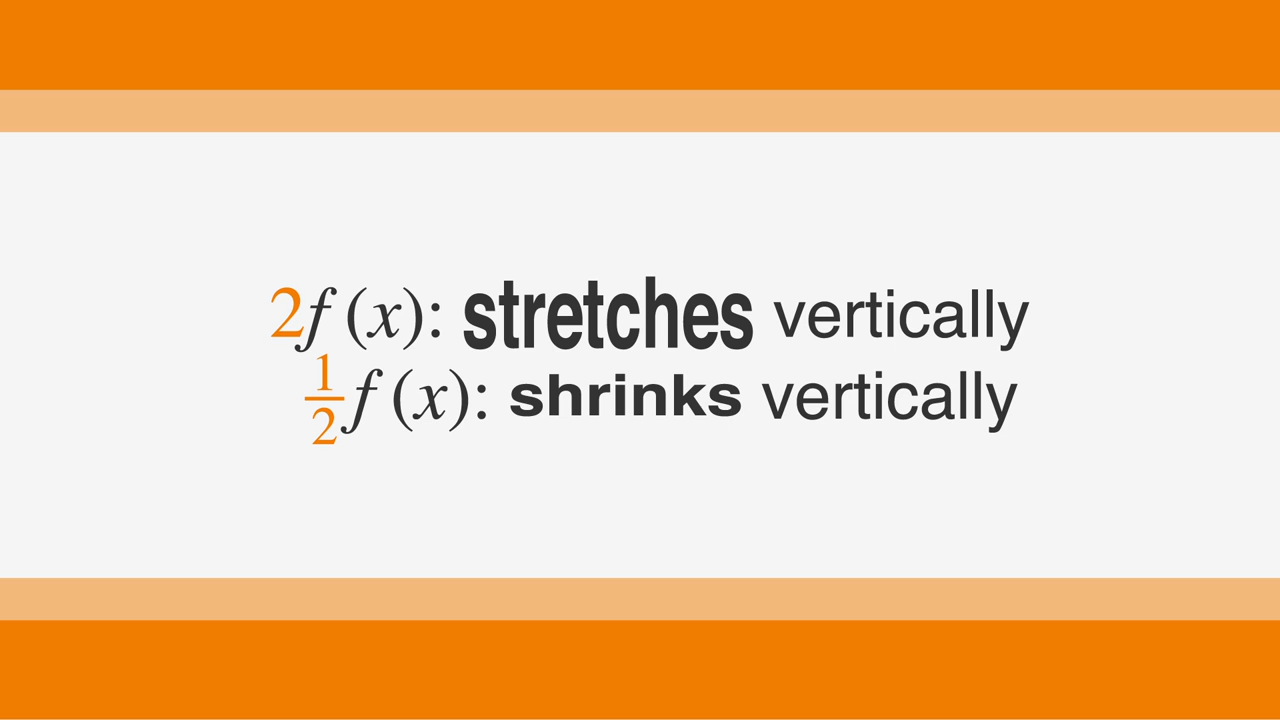 2f(x): stretches vertically
1/2 f(x): shrinks vertically